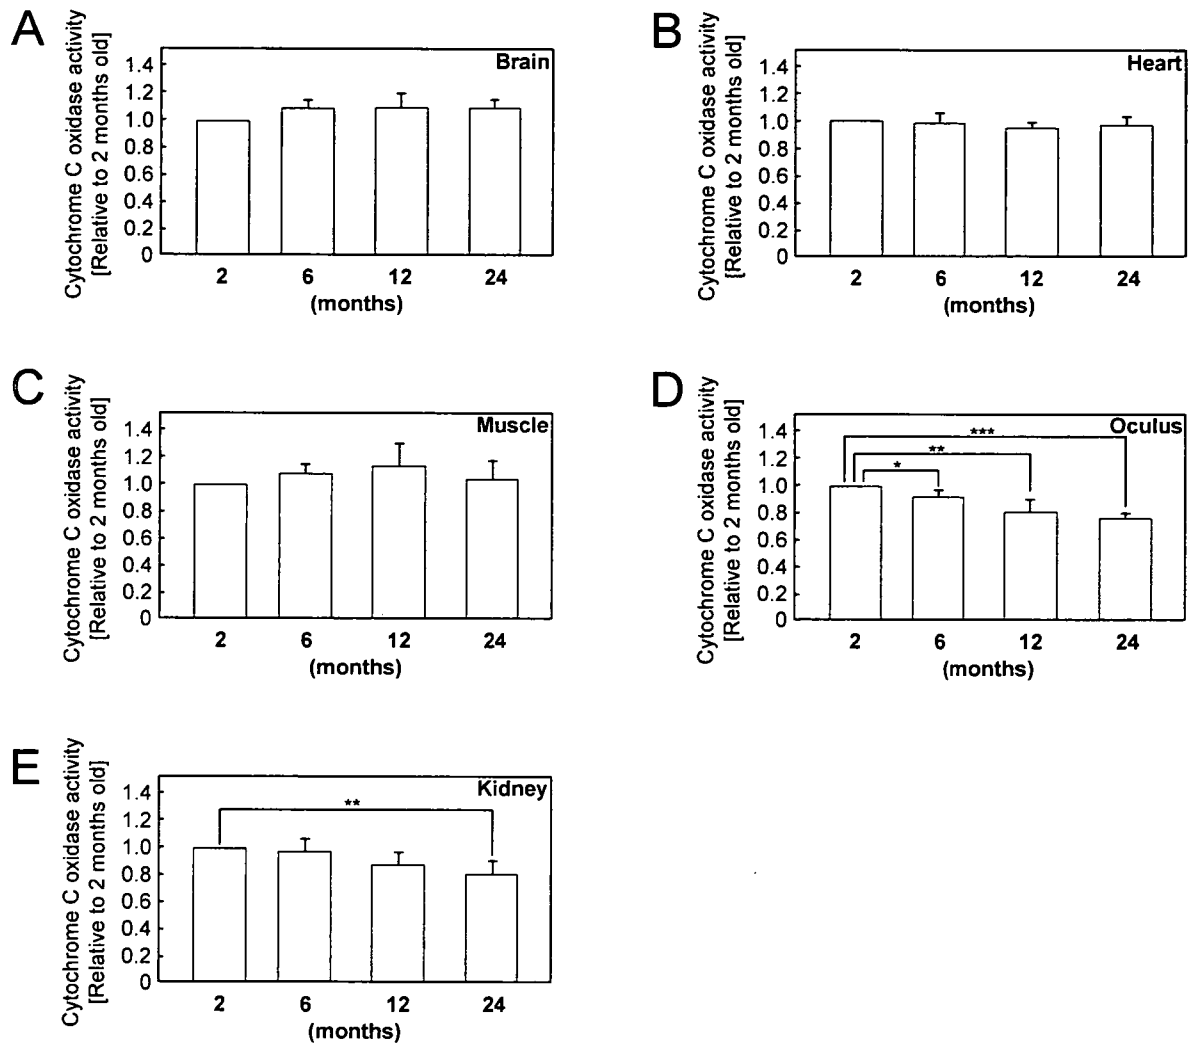 A
Cytochrome C oxidase activity
[Relative to 2 months old]
Brain
1.4
1.2
1.0
0.8
0.6
0.4
0.2
0
2 6 12 24
(months)
B
Cytochrome C oxidase activity
[Relative to 2 months old]
Heart
1.4
1.2
1.0
0.8
0.6
0.4
0.2
0
2 6 12 24
(months)
C
Cytochrome C oxidase activity
[Relative to 2 months old]
Muscle
1.4
1.2
1.0
0.8
0.6
0.4
0.2
0
2 6 12 24
(months)
D
Cytochrome C oxidase activity
[Relative to 2 months old]
Oculus
1.4
1.2
1.0
0.8
0.6
0.4
0.2
0
***
**
*
2 6 12 24
(months)
E
Cytochrome C oxidase activity
[Relative to 2 months old]
Kidney
1.4
1.2
1.0
0.8
0.6
0.4
0.2
0
**
2 6 12 24
(months)